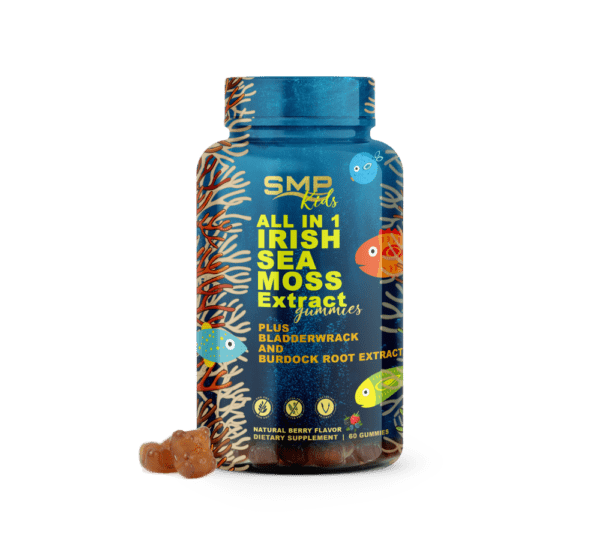 SMP
Kids
ALL IN 1
IRISH
SEA
MOSS
Extract
gummies
PLUS
BLADDERWRACK
AND
BURDOCK ROOT EXTRACT
NATURAL BERRY FLAVOR
DIETARY SUPPLEMENT | 60 GUMMIES